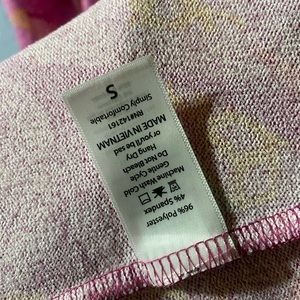 S
Simply Comfortable
RN#142161
MADE IN VIETNAM
or you'll be sad
Hang Dry
Do Not Bleach
Gentle Cycle
Machine Wash Cold
4% Spandex
96% Polyester